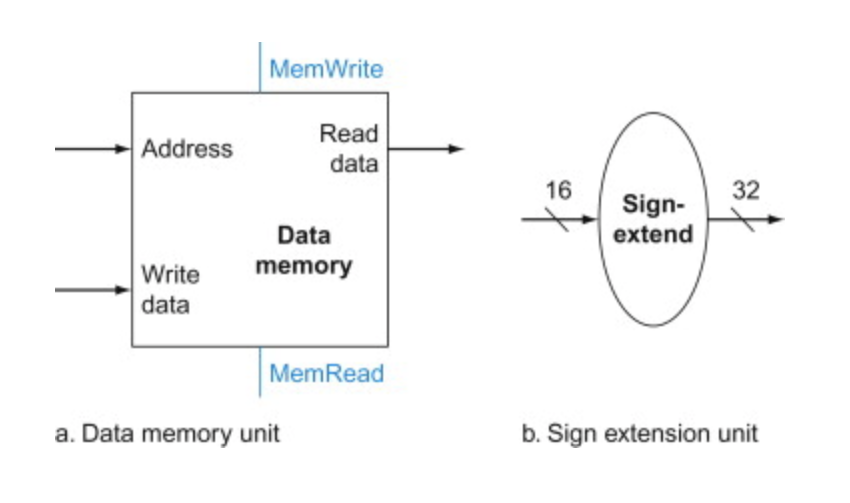 MemWrite
Address
Read
data
Data
memory
Write
data
MemRead
a. Data memory unit
16
Sign-
extend
32
b. Sign extension unit